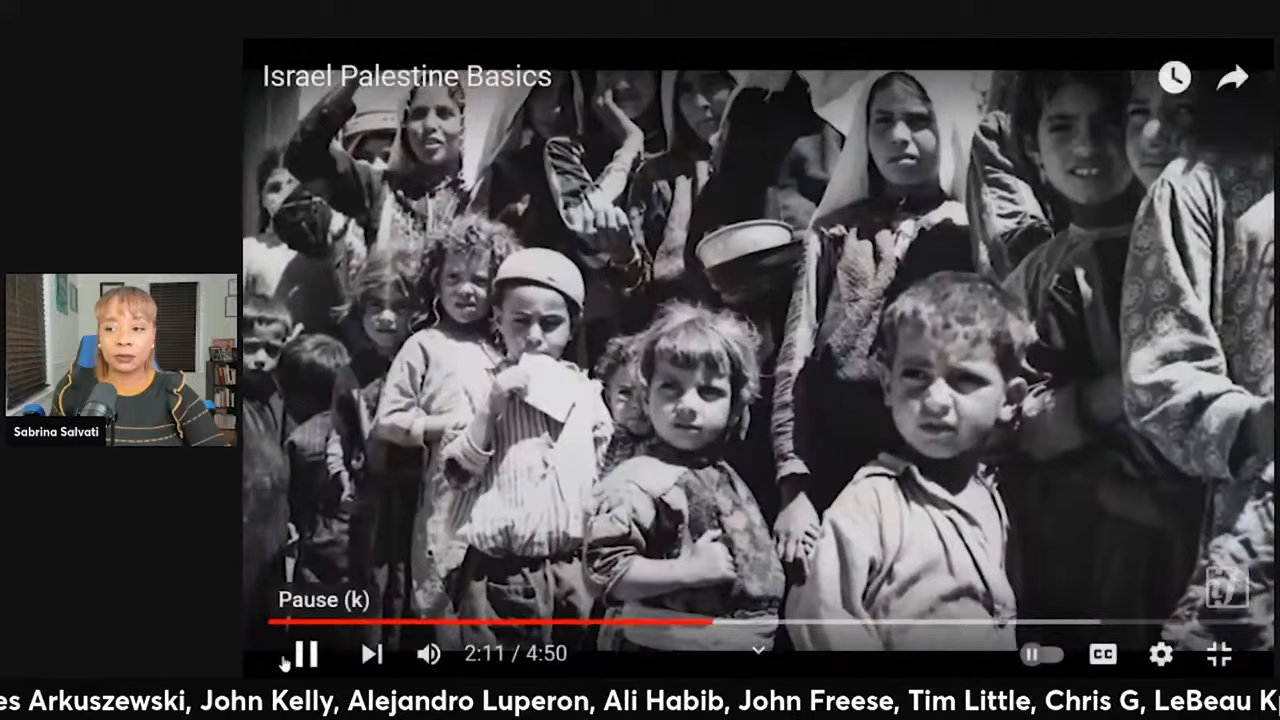 Israel Palestine Basics
Sabrina Salvati
Pause (k)
2:11 / 4:50
CC
es Arkuszewski, John Kelly, Alejandro Luperon, Ali Habib, John Freese, Tim Little, Chris G, LeBeau K